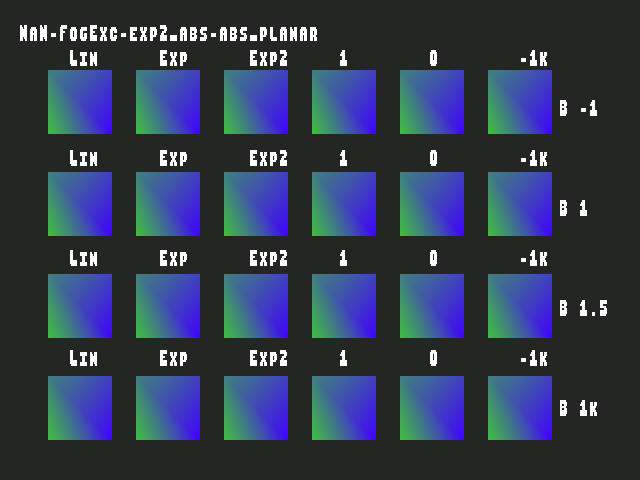 NaN-FogExc-exp2_abs-abs_planar
Lin Exp Exp2 1 0 -1k
B -1
Lin Exp Exp2 1 0 -1k
B 1
Lin Exp Exp2 1 0 -1k
B 1.5
Lin Exp Exp2 1 0 -1k
B 1k